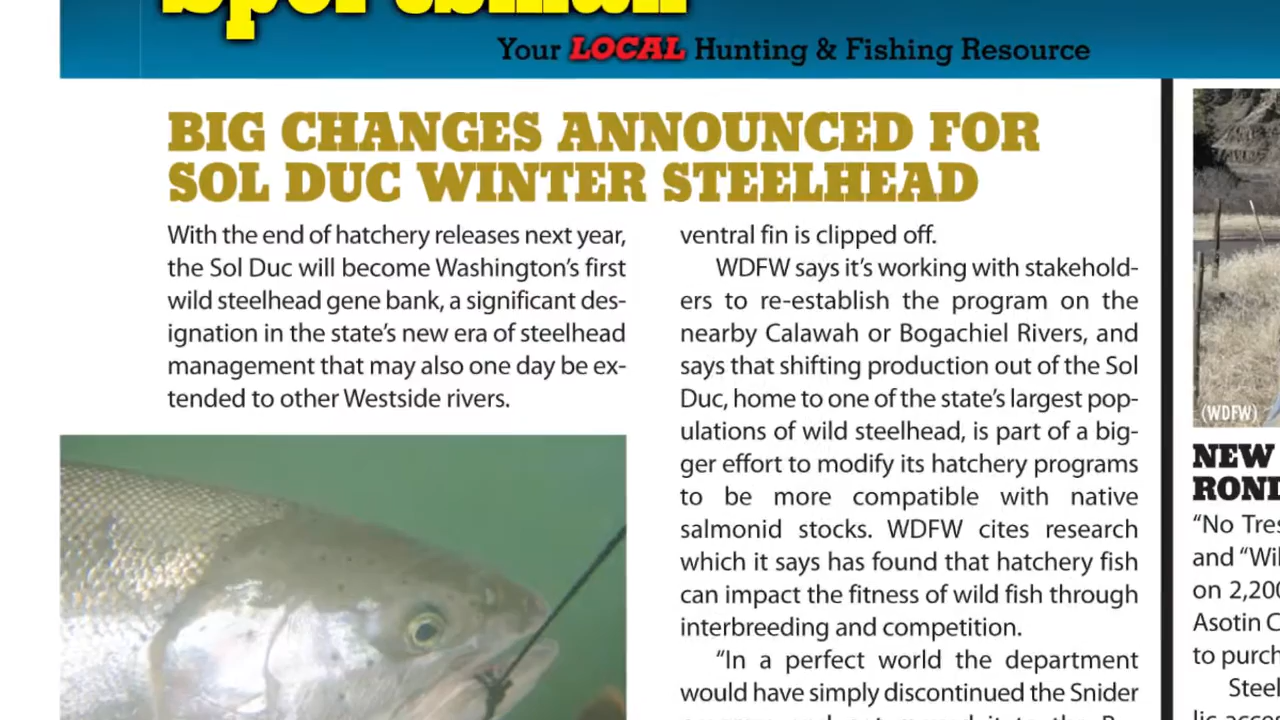 Sportsman
Your LOCAL Hunting & Fishing Resource
BIG CHANGES ANNOUNCED FOR
SOL DUC WINTER STEELHEAD
With the end of hatchery releases next year,
the Sol Duc will become Washington's first
wild steelhead gene bank, a significant des-
ignation in the state's new era of steelhead
management that may also one day be ex-
tended to other Westside rivers.
ventral fin is clipped off.
WDFW says it's working with stakehold-
ers to re-establish the program on the
nearby Calawah or Bogachiel Rivers, and
says that shifting production out of the Sol
Duc, home to one of the state's largest pop-
ulations of wild steelhead, is part of a big-
ger effort to modify its hatchery programs
to be more compatible with native
salmonid stocks. WDFW cites research
which it says has found that hatchery fish
can impact the fitness of wild fish through
interbreeding and competition.
“In a perfect world the department
would have simply discontinued the Snider
(WDFW)
NEW
“No
and
on
Asotin
to